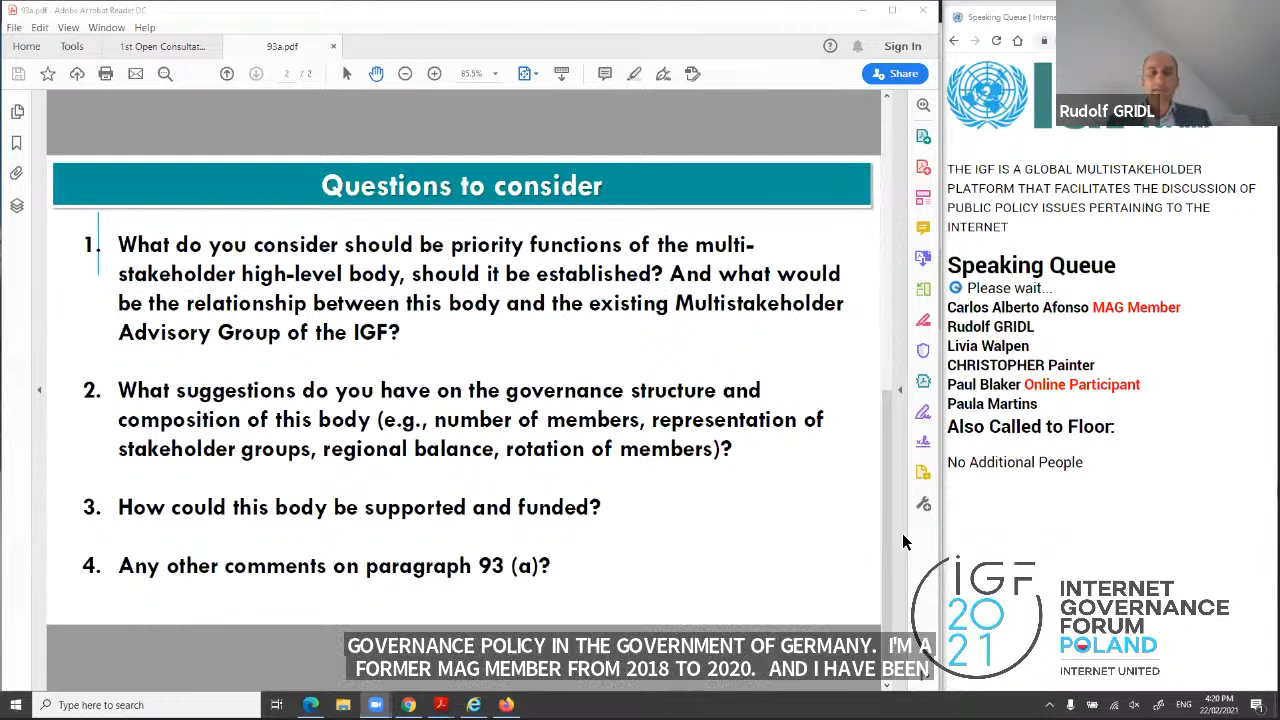 93a.pdf - Adobe Acrobat Reader DC
File Edit View Window Help
Home Tools 1st Open Consultat... 93a.pdf × Sign In
2 / 2 85.5% Share
Questions to consider
1. What do you consider should be priority functions of the multi-
stakeholder high-level body, should it be established? And what would
be the relationship between this body and the existing Multistakeholder
Advisory Group of the IGF?
2. What suggestions do you have on the governance structure and
composition of this body (e.g., number of members, representation of
stakeholder groups, regional balance, rotation of members)?
3. How could this body be supported and funded?
4. Any other comments on paragraph 93 (a)?
GOVERNANCE POLICY IN THE GOVERNMENT OF GERMANY. I'M A
FORMER MAG MEMBER FROM 2018 TO 2020. AND I HAVE BEEN
Speaking Queue | Intern
Rudolf GRIDL
THE IGF IS A GLOBAL MULTISTAKEHOLDER
PLATFORM THAT FACILITATES THE DISCUSSION OF
PUBLIC POLICY ISSUES PERTAINING TO THE
INTERNET
Speaking Queue
Please wait...
Carlos Alberto Afonso MAG Member
Rudolf GRIDL
Livia Walpen
CHRISTOPHER Painter
Paul Blaker Online Participant
Paula Martins
Also Called to Floor:
No Additional People
iGF
20
21
INTERNET
GOVERNANCE
FORUM
POLAND
INTERNET UNITED
Type here to search
ENG
4:20 PM
22/02/2021